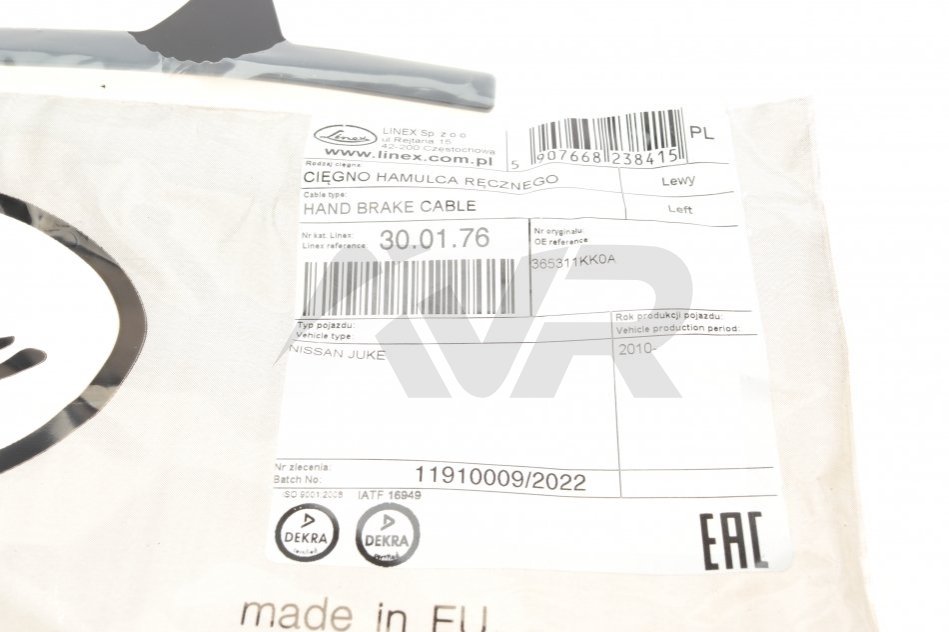 Linex
LINEX Sp. z o.o
ul.Rejtana 15
42-200 Częstochowa
www.linex.com.pl
5 907668 238415
PL
Rodzaj cięgna:
CIĘGNO HAMULCA RĘCZNEGO
Lewy
Cable type:
HAND BRAKE CABLE
Left
Nr kat. Linex:
Linex reference
30.01.76
Nr oryginału:
OE reference
365311KK0A
Typ pojazdu:
Vehicle type:
NISSAN JUKE
Rok produkcji pojazdu:
Vehicle production period:
2010-
Nr zlecenia:
Batch No:
11910009/2022
ISO 9001:2008
IATF 16949
DEKRA
DEKRA
EAC
made in EU
KVR